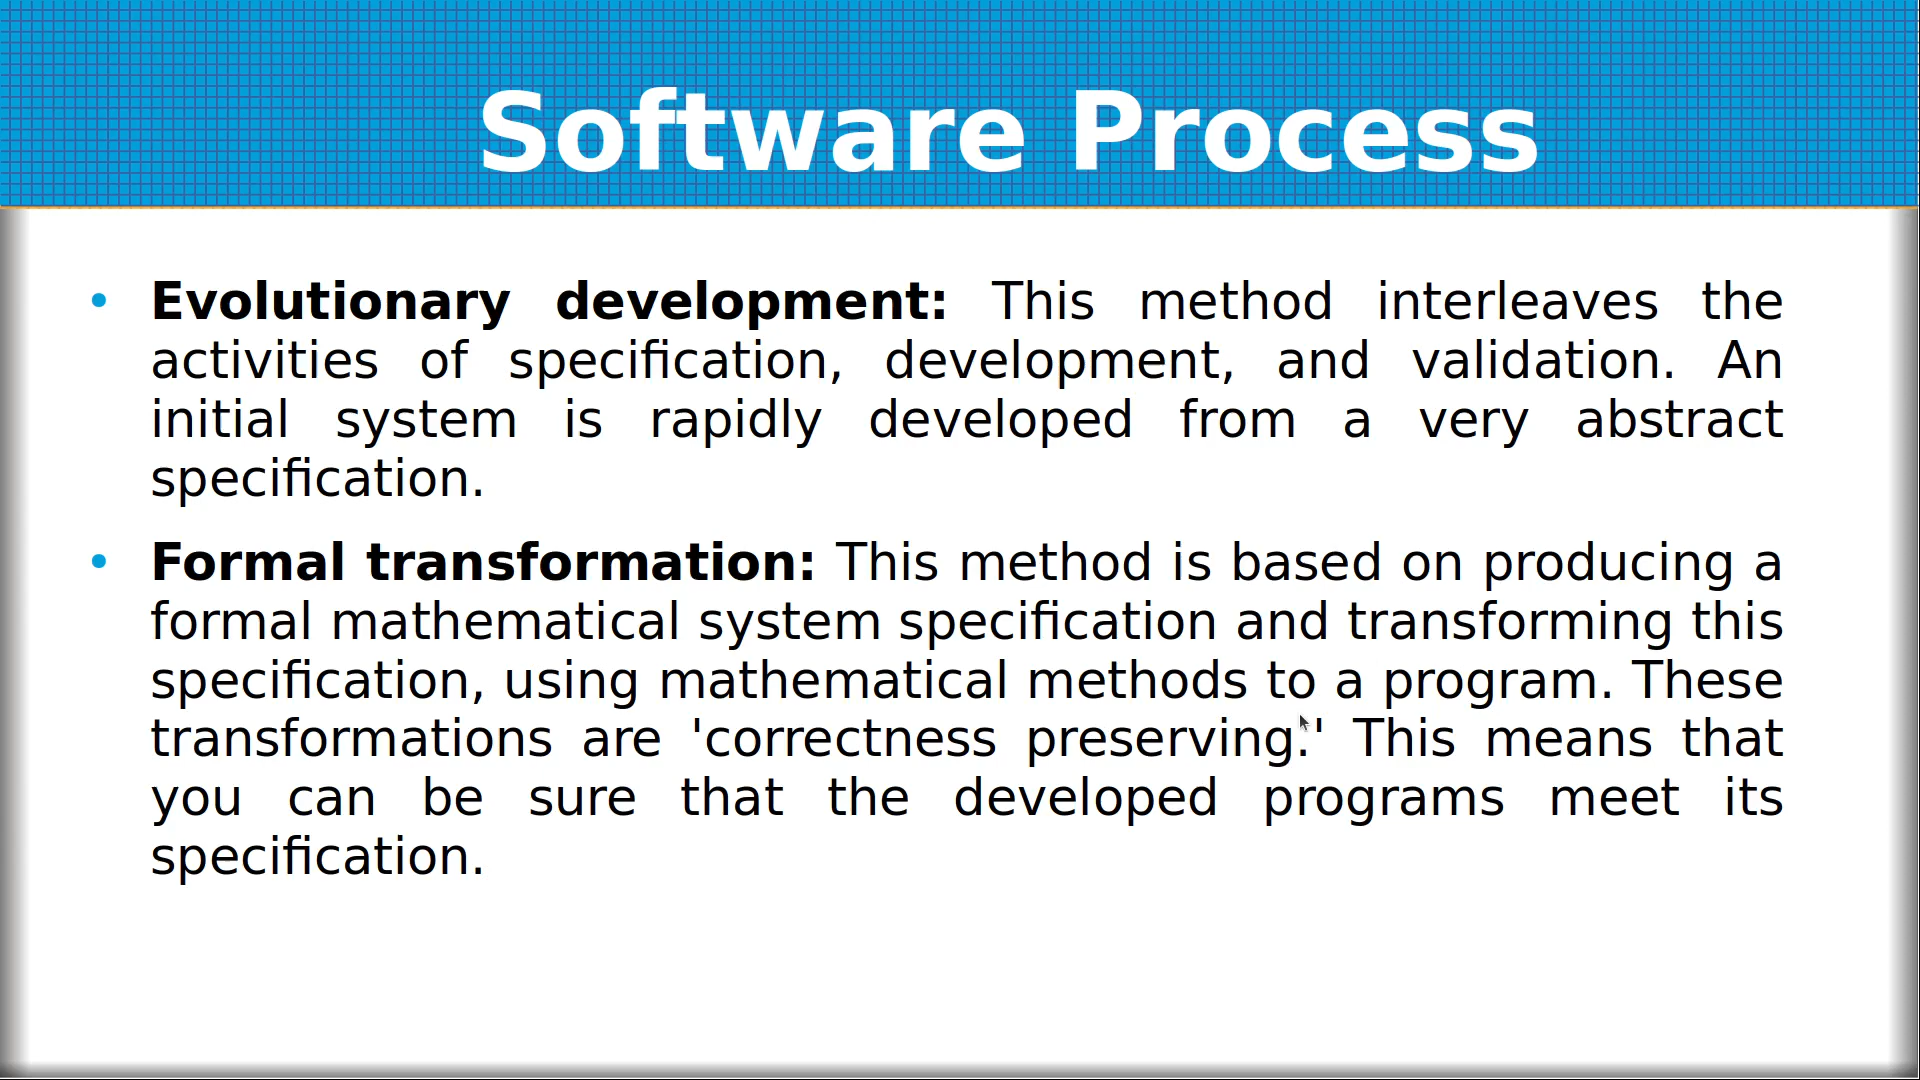 Software Process
• Evolutionary development: This method interleaves the
activities of specification, development, and validation. An
initial system is rapidly developed from a very abstract
specification.
• Formal transformation: This method is based on producing a
formal mathematical system specification and transforming this
specification, using mathematical methods to a program. These
transformations are 'correctness preserving.' This means that
you can be sure that the developed programs meet its
specification.